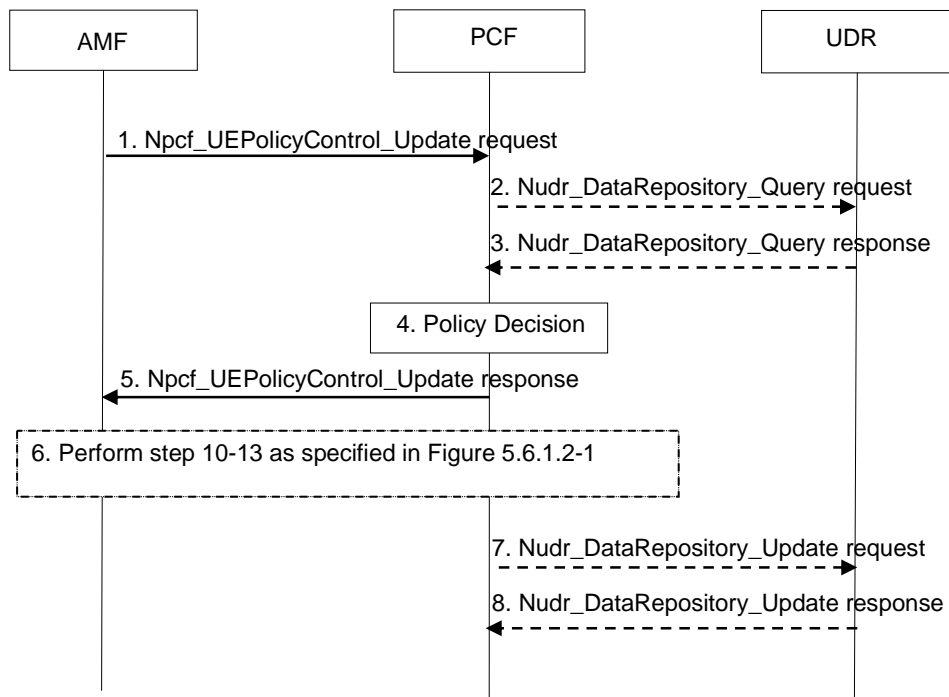 AMF
PCF
UDR
1. Npcf_UEPolicyControl_Update request
2. Nudr_DataRepository_Query request
3. Nudr_DataRepository_Query response
4. Policy Decision
5. Npcf_UEPolicyControl_Update response
6. Perform step 10-13 as specified in Figure 5.6.1.2-1
7. Nudr_DataRepository_Update request
8. Nudr_DataRepository_Update response